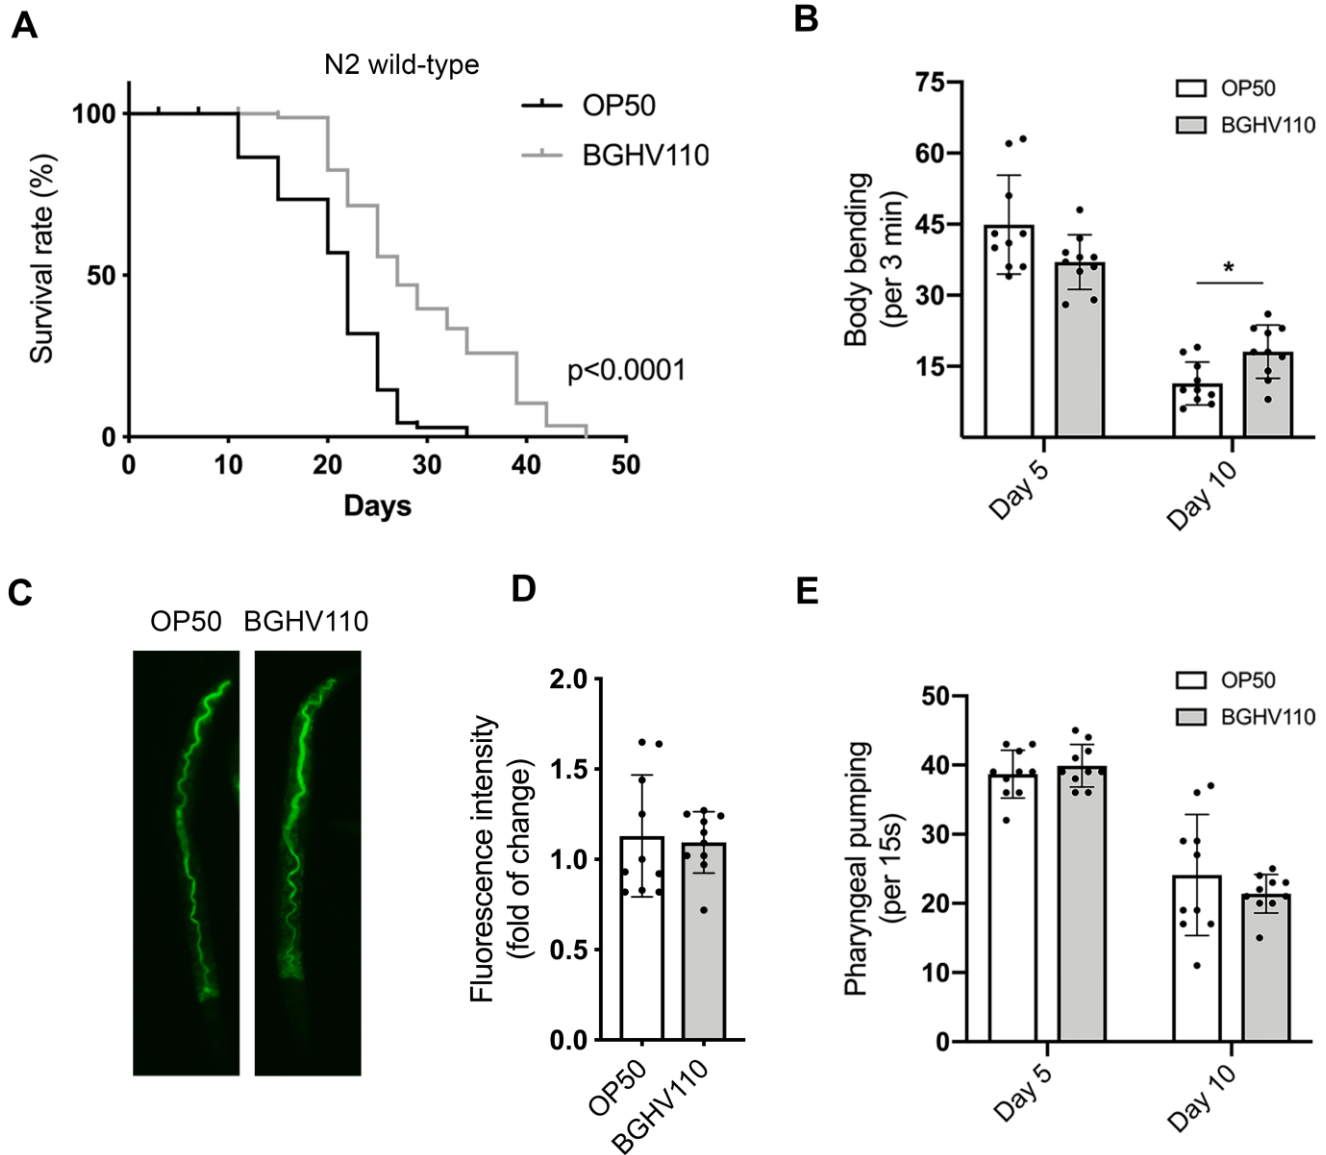 A
N2 wild-type
OP50
BGHV110
Survival rate (%)
100
50
0
p<0.0001
0 10 20 30 40 50
Days
B
OP50
BGHV110
Body bending
(per 3 min)
75
60
45
30
15
*
Day 5
Day 10
C
OP50 BGHV110
D
Fluorescence intensity
(fold of change)
2.0
1.5
1.0
0.5
0.0
OP50
BGHV110
E
OP50
BGHV110
Pharyngeal pumping
(per 15s)
50
40
30
20
10
0
Day 5
Day 10